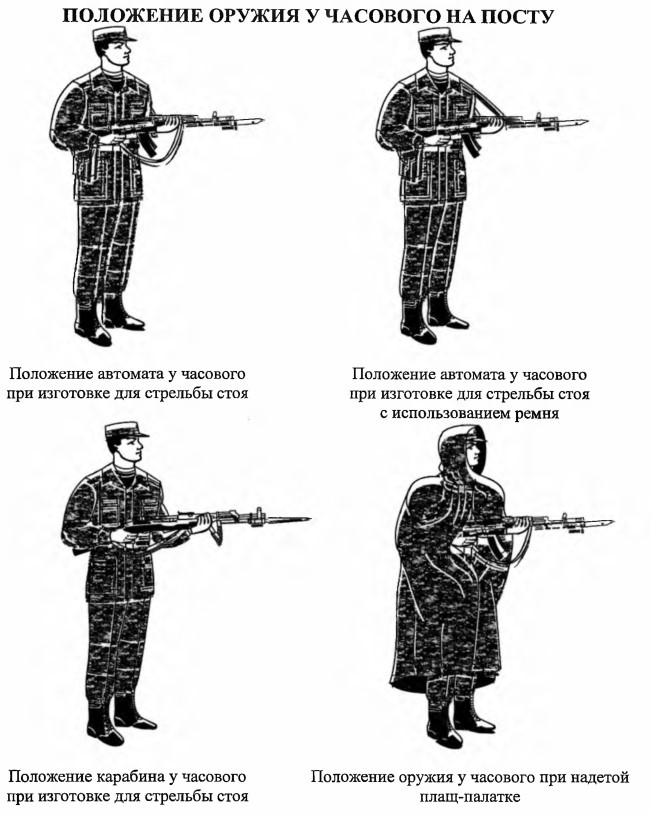 ПОЛОЖЕНИЕ ОРУЖИЯ У ЧАСОВОГО НА ПОСТУ
Положение автомата у часового
при изготовке для стрельбы стоя
Положение автомата у часового
при изготовке для стрельбы стоя
с использованием ремня
Положение карабина у часового
при изготовке для стрельбы стоя
Положение оружия у часового при надетой
плащ-палатке